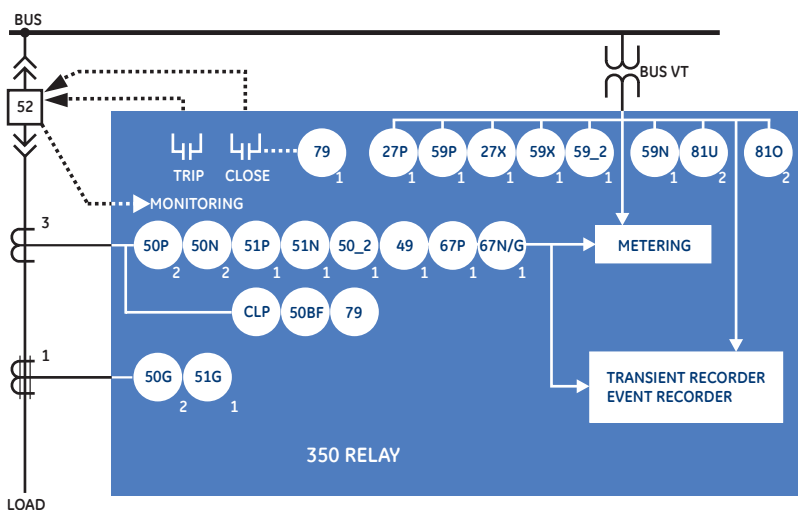 BUS
BUS VT
52
TRIP
CLOSE
79
1
27P
1
59P
1
27X
1
59X
1
59_2
1
59N
1
81U
2
81O
2
MONITORING
3
50P
2
50N
2
51P
1
51N
1
50_2
1
49
1
67P
1
67N/G
1
METERING
CLP
50BF
79
1
50G
2
51G
1
TRANSIENT RECORDER
EVENT RECORDER
350 RELAY
LOAD